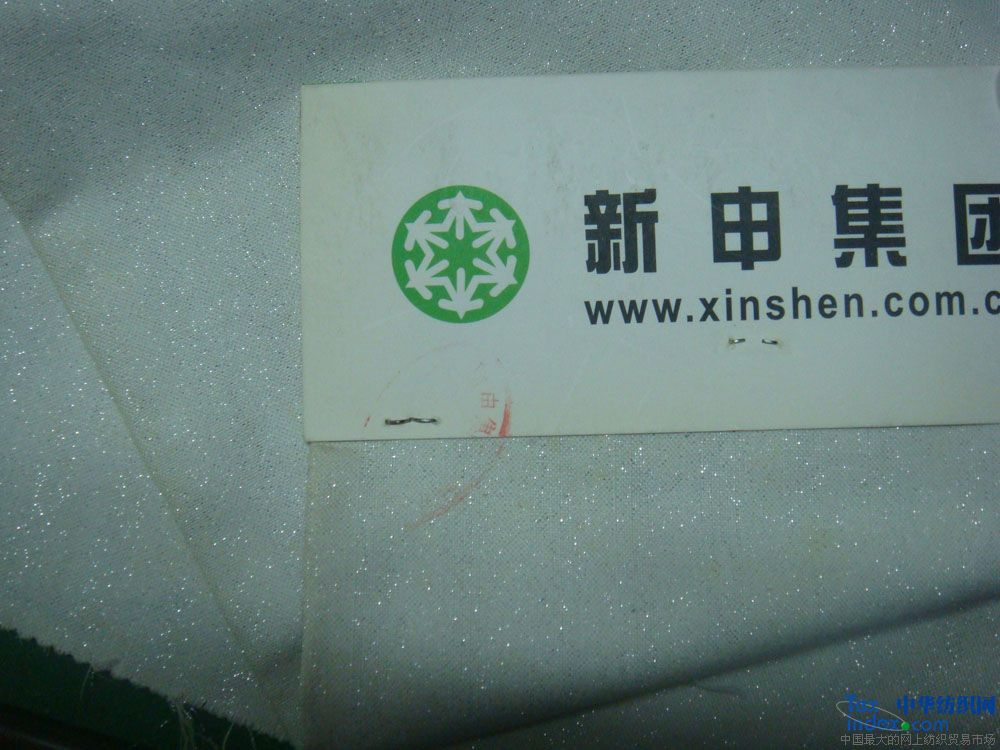 新申集团
www.xinshen.com.c
Tex 中华纺织网
index.com
中国最大的网上纺织贸易市场